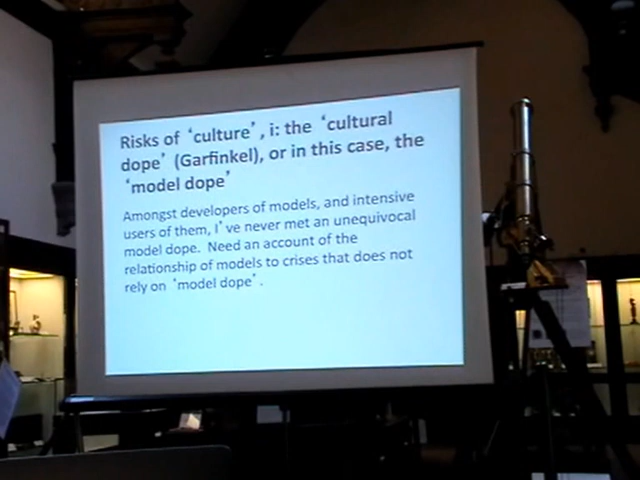 Risks of 'culture', i: the 'cultural
dope' (Garfinkel), or in this case, the
'model dope'
Amongst developers of models, and intensive
users of them, I've never met an unequivocal
model dope. Need an account of the
relationship of models to crises that does not
rely on 'model dope'.